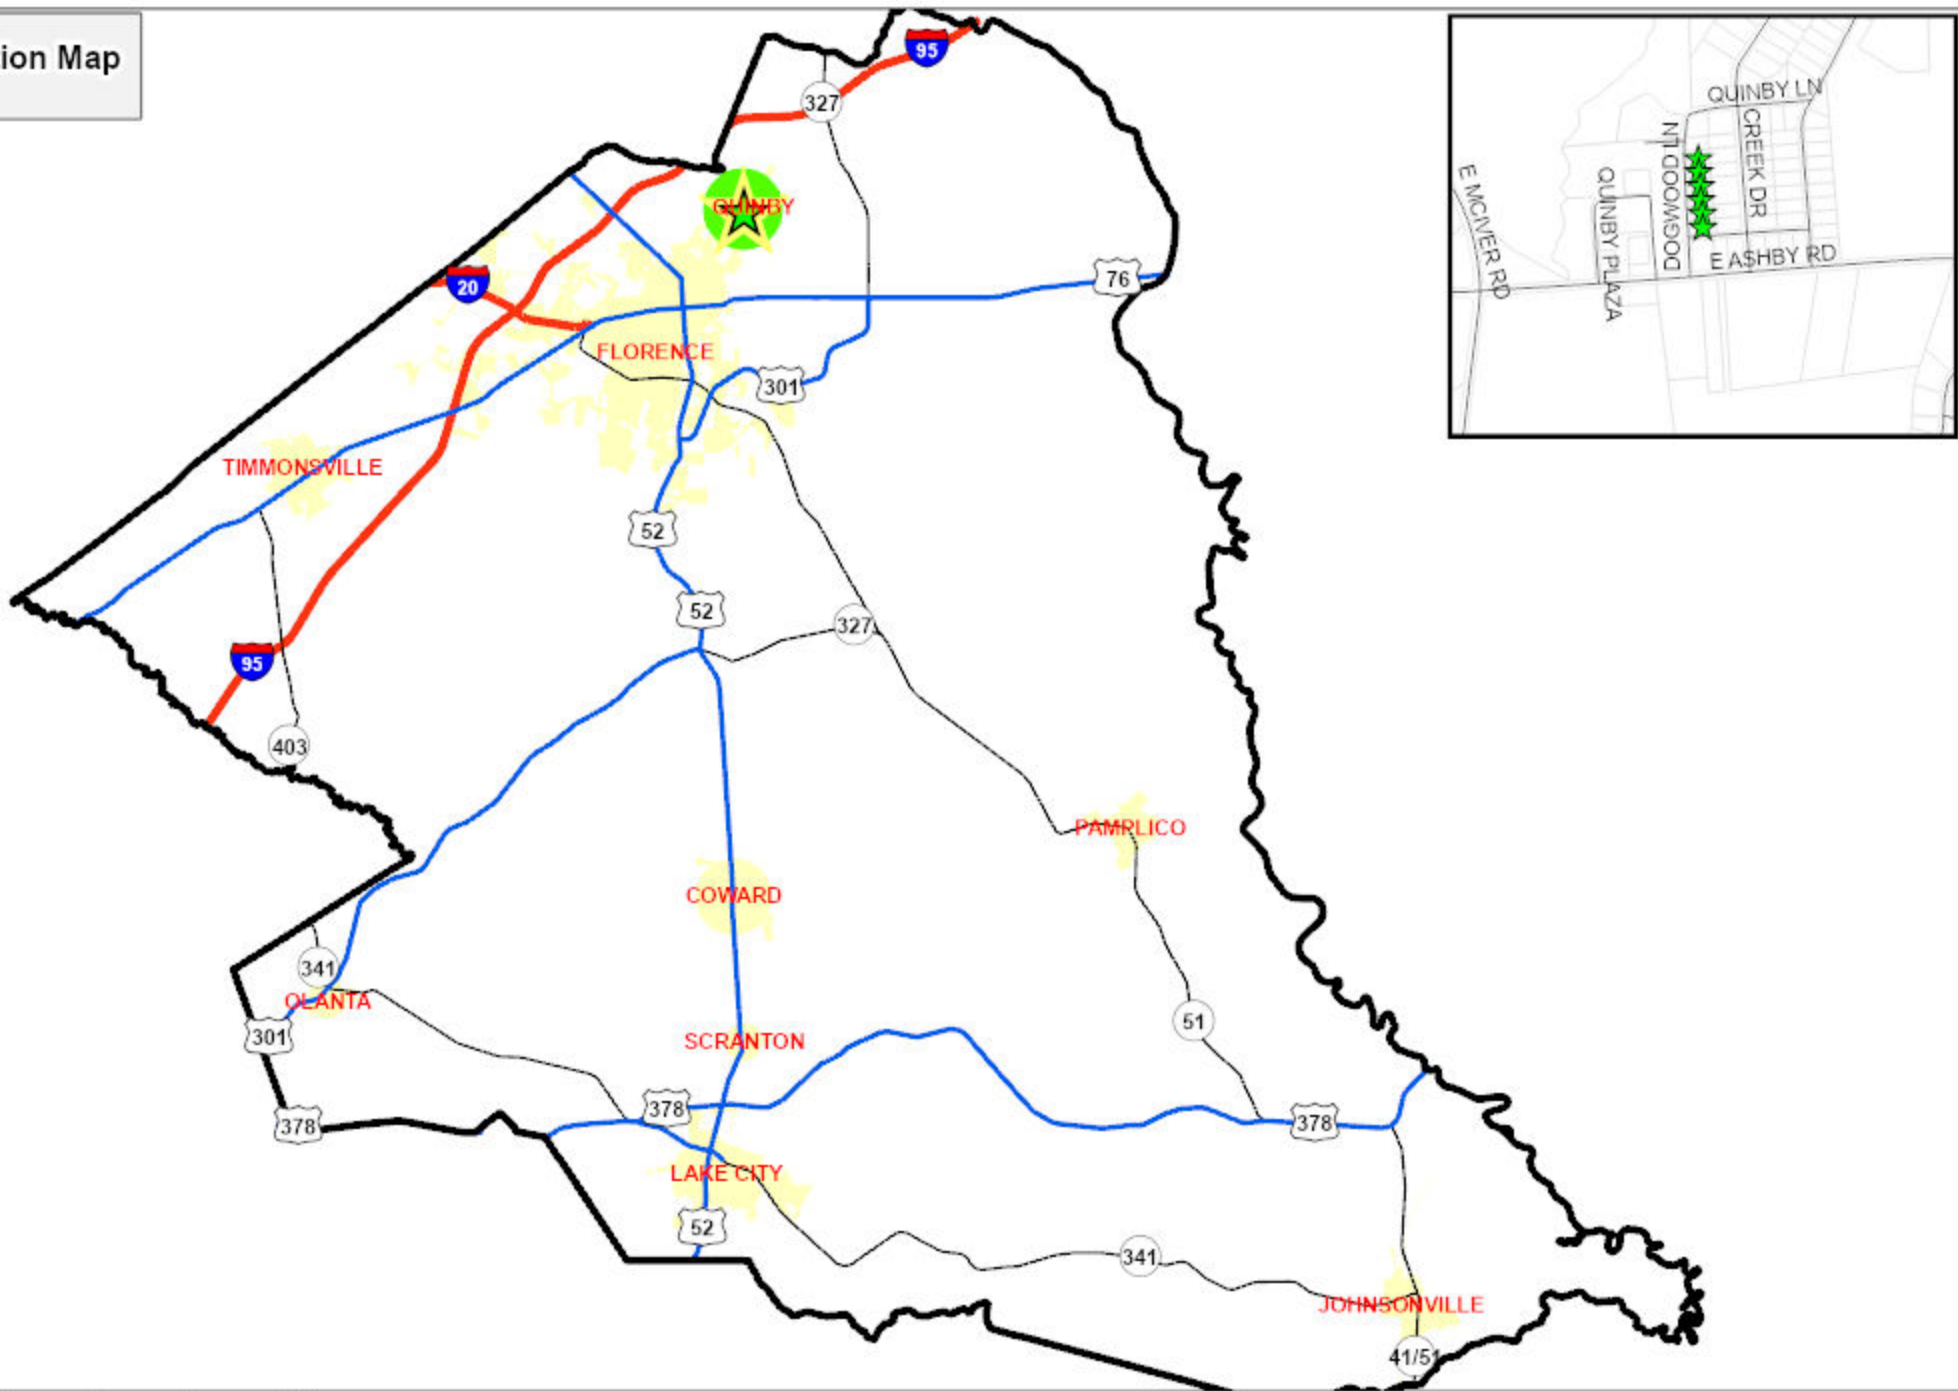 ion Map
95
327
QUINBY
20
76
FLORENCE
301
TIMMONSVILLE
52
52
327
95
403
PAMPLICO
COWARD
341
OLANTA
301
51
SCRANTON
378
378
378
LAKE CITY
52
341
JOHNSONVILLE
41/51
QUINBY LN
CREEK DR
DOGWOOD LN
QUINBY PLAZA
E MCIVER RD
E ASHBY RD